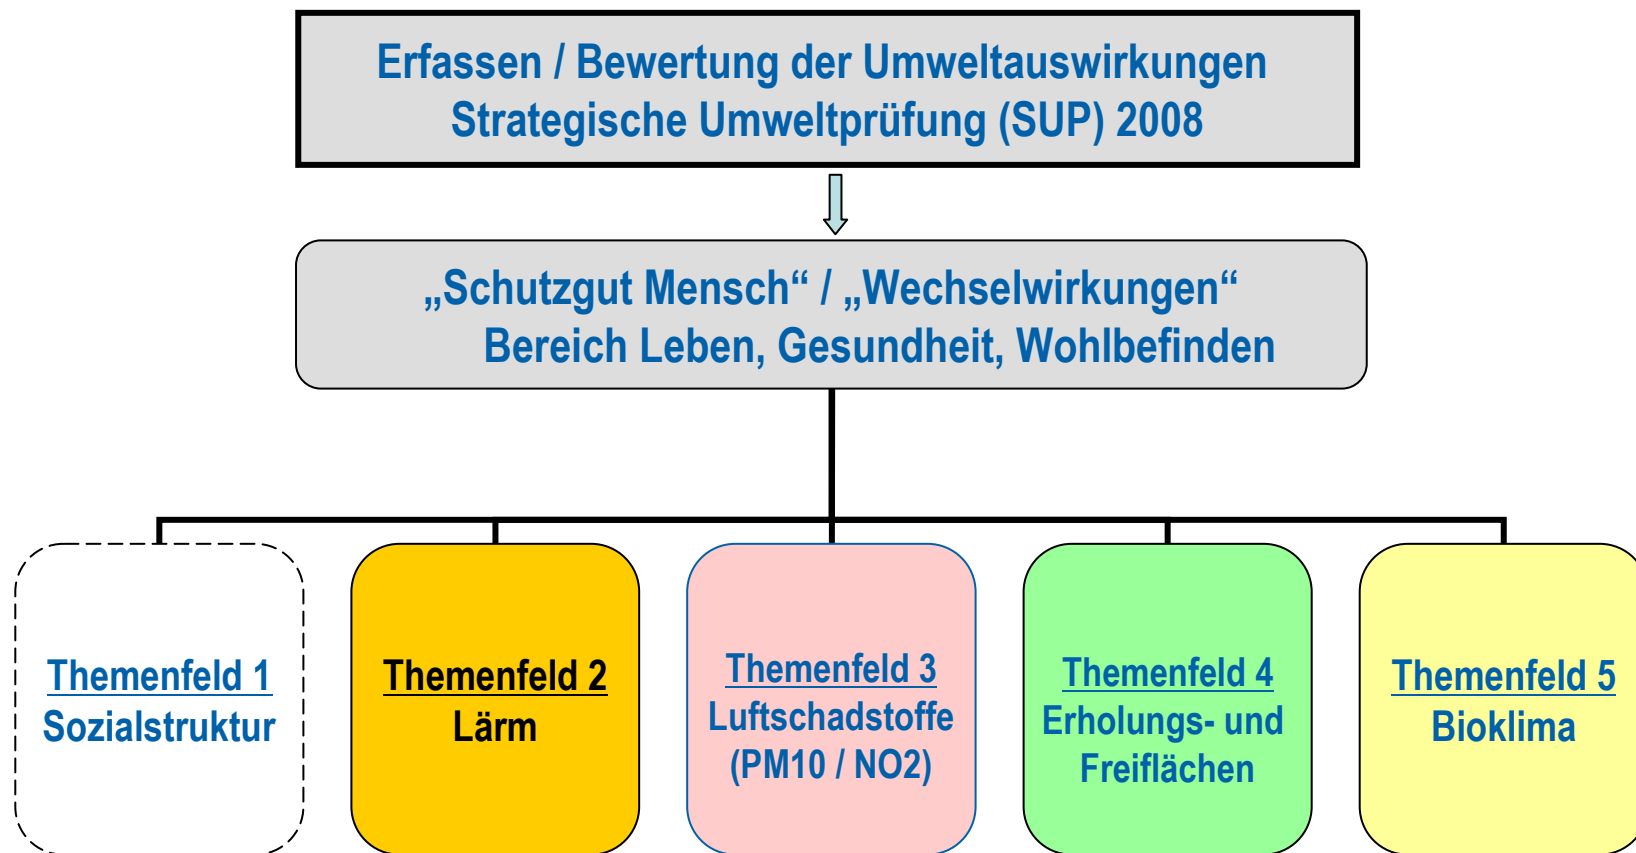 Erfassen / Bewertung der Umweltauswirkungen
Strategische Umweltprüfung (SUP) 2008
„Schutzgut Mensch“ / „Wechselwirkungen“
Bereich Leben, Gesundheit, Wohlbefinden
Themenfeld 1
Sozialstruktur
Themenfeld 2
Lärm
Themenfeld 3
Luftschadstoffe
(PM10 / NO2)
Themenfeld 4
Erholungs- und
Freiflächen
Themenfeld 5
Bioklima